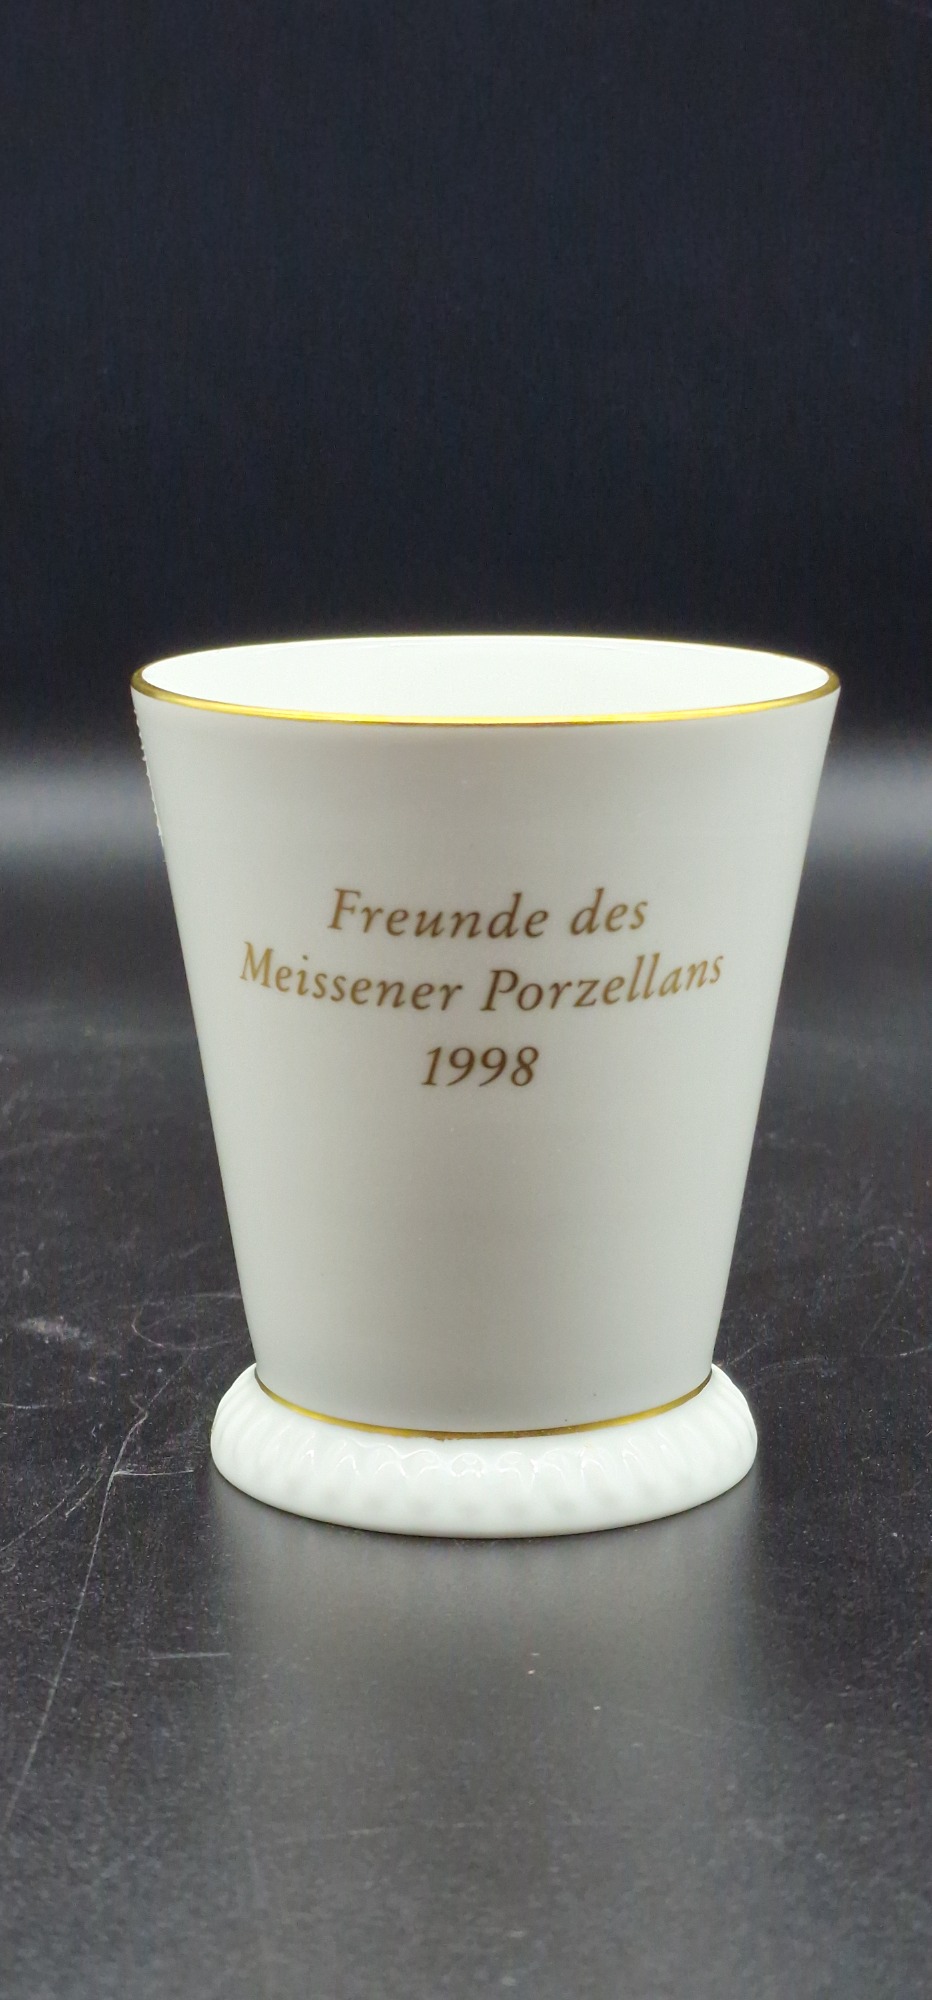 Freunde des
Meissener Porzellans
1998